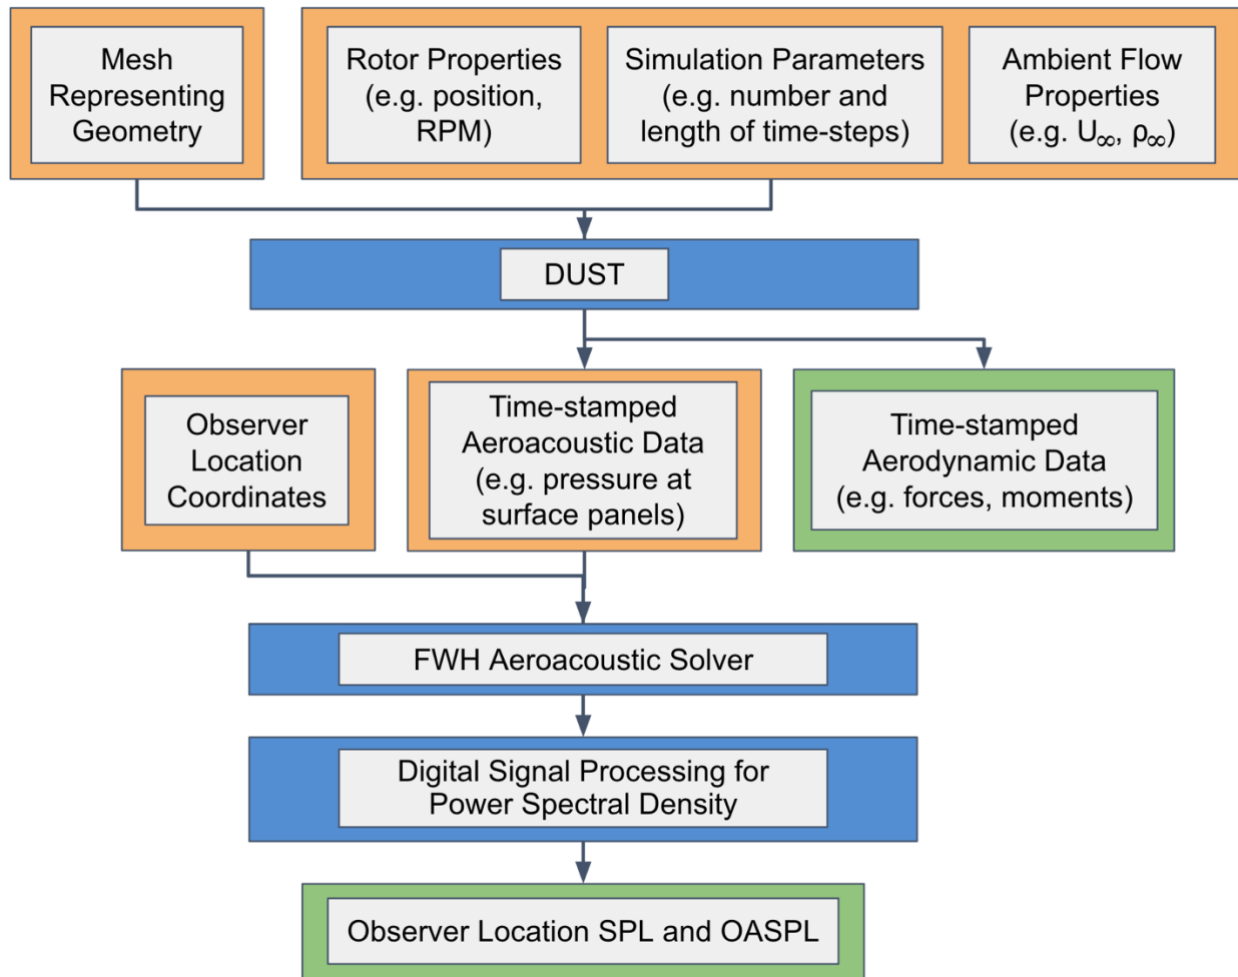 Mesh
Representing
Geometry
Rotor Properties
(e.g. position,
RPM)
Simulation Parameters
(e.g. number and
length of time-steps)
Ambient Flow
Properties
(e.g. U∞, ρ∞)
DUST
Observer
Location
Coordinates
Time-stamped
Aeroacoustic Data
(e.g. pressure at
surface panels)
Time-stamped
Aerodynamic Data
(e.g. forces, moments)
FWH Aeroacoustic Solver
Digital Signal Processing for
Power Spectral Density
Observer Location SPL and OASPL